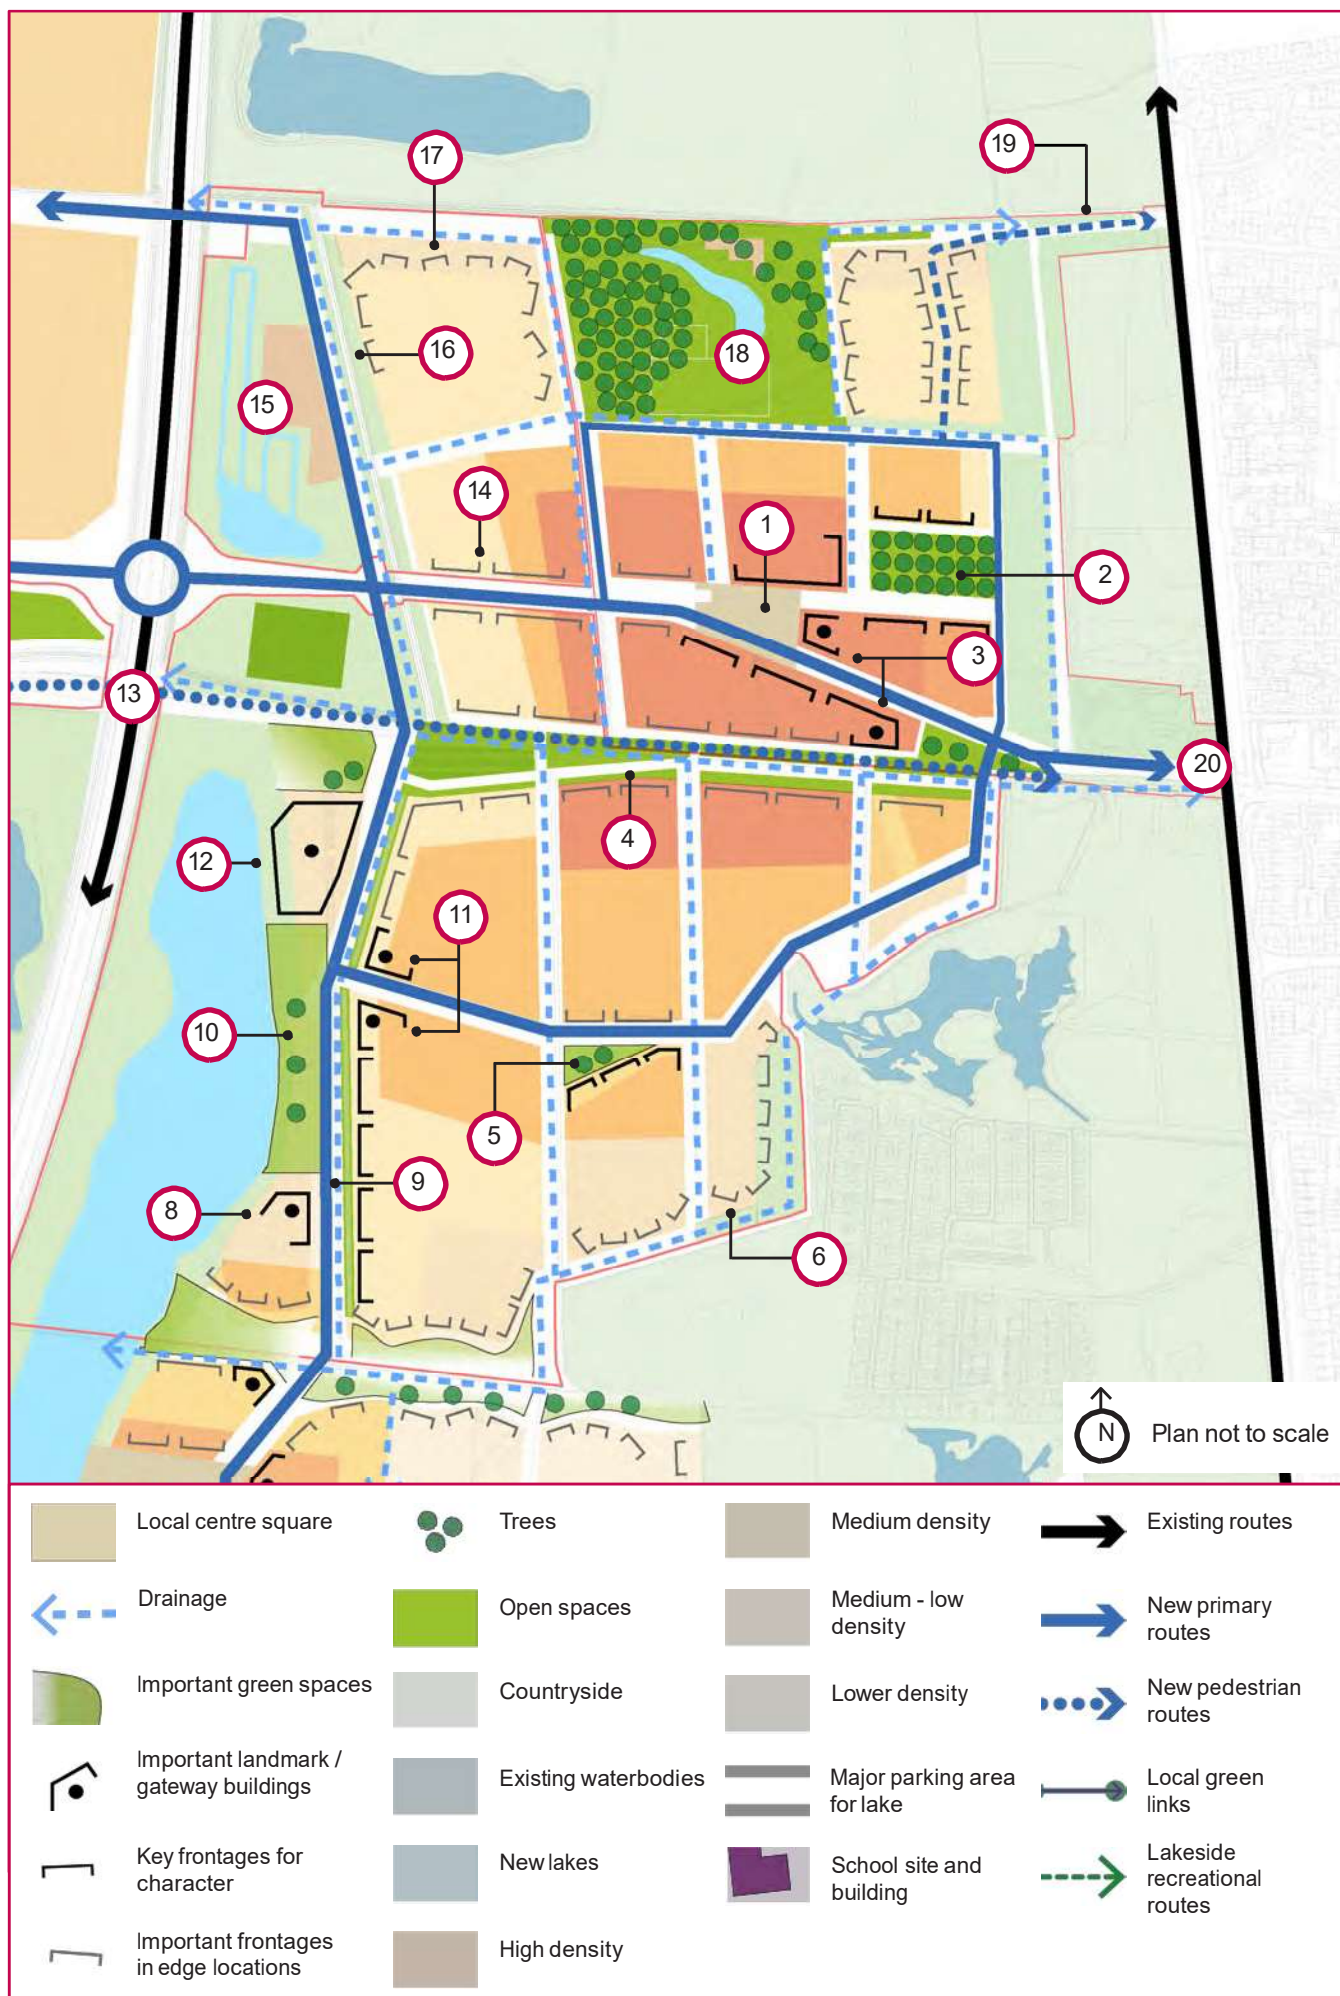 17
19
16
18
15
14
1
2
3
13
20
4
12
11
10
5
9
8
6
N
Plan not to scale
Local centre square
Drainage
Important green spaces
Important landmark /
gateway buildings
Key frontages for
character
Important frontages
in edge locations
Trees
Open spaces
Countryside
Existing waterbodies
New lakes
High density
Medium density
Medium - low
density
Lower density
Major parking area
for lake
School site and
building
Existing routes
New primary
routes
New pedestrian
routes
Local green
links
Lakeside
recreational
routes